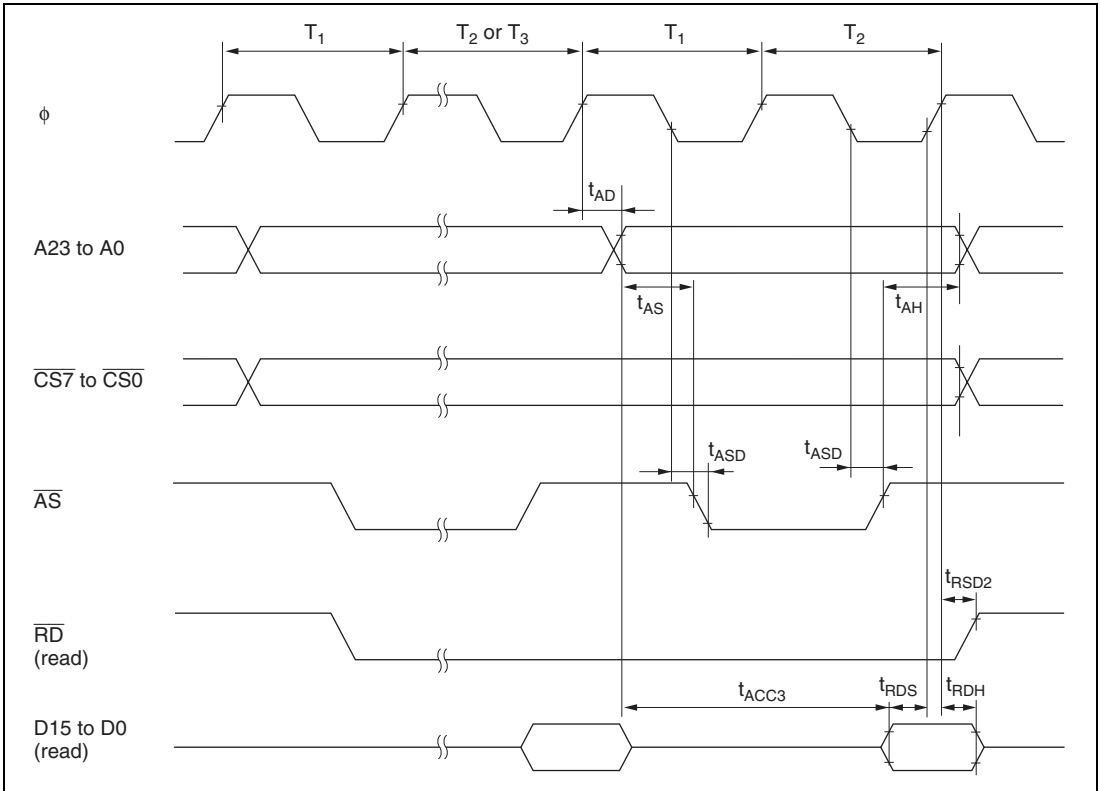 T1 T2 or T3 T1 T2
ϕ
tAD
A23 to A0
tAS tAH
CS7 to CS0
tASD tASD
AS
tRSD2
RD
(read)
tACC3 tRDS tRDH
D15 to D0
(read)